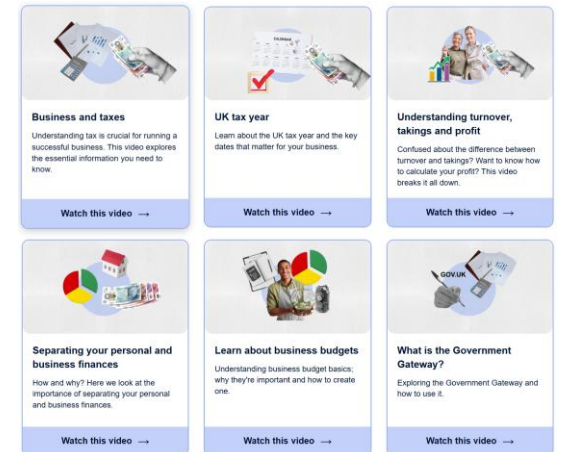 Business and taxes
Understanding tax is crucial for running a
successful business. This video explores
the essential information you need to
know.
Watch this video →
UK tax year
Learn about the UK tax year and the key
dates that matter for your business.
Watch this video →
Understanding turnover,
takings and profit
Confused about the difference between
turnover and takings? Want to know how
to calculate your profit? This video
breaks it all down.
Watch this video →
Separating your personal and
business finances
How and why? Here we look at the
importance of separating your personal
and business finances.
Watch this video →
Learn about business budgets
Understanding business budget basics;
why they're important and how to create
one.
Watch this video →
GOV.UK
What is the Government
Gateway?
Exploring the Government Gateway and
how to use it.
Watch this video →